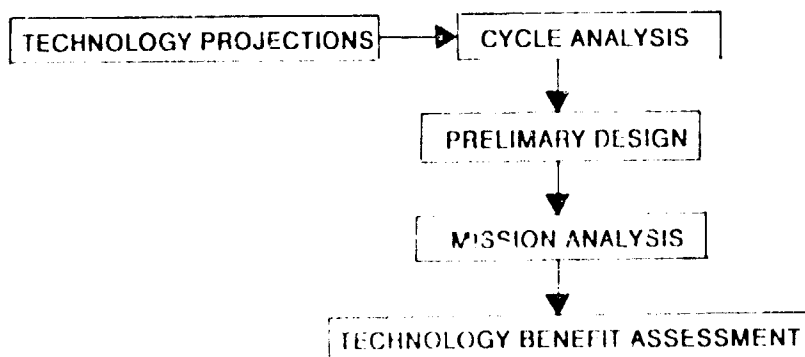 TECHNOLOGY PROJECTIONS
CYCLE ANALYSIS
PRELIMARY DESIGN
MISSION ANALYSIS
TECHNOLOGY BENEFIT ASSESSMENT